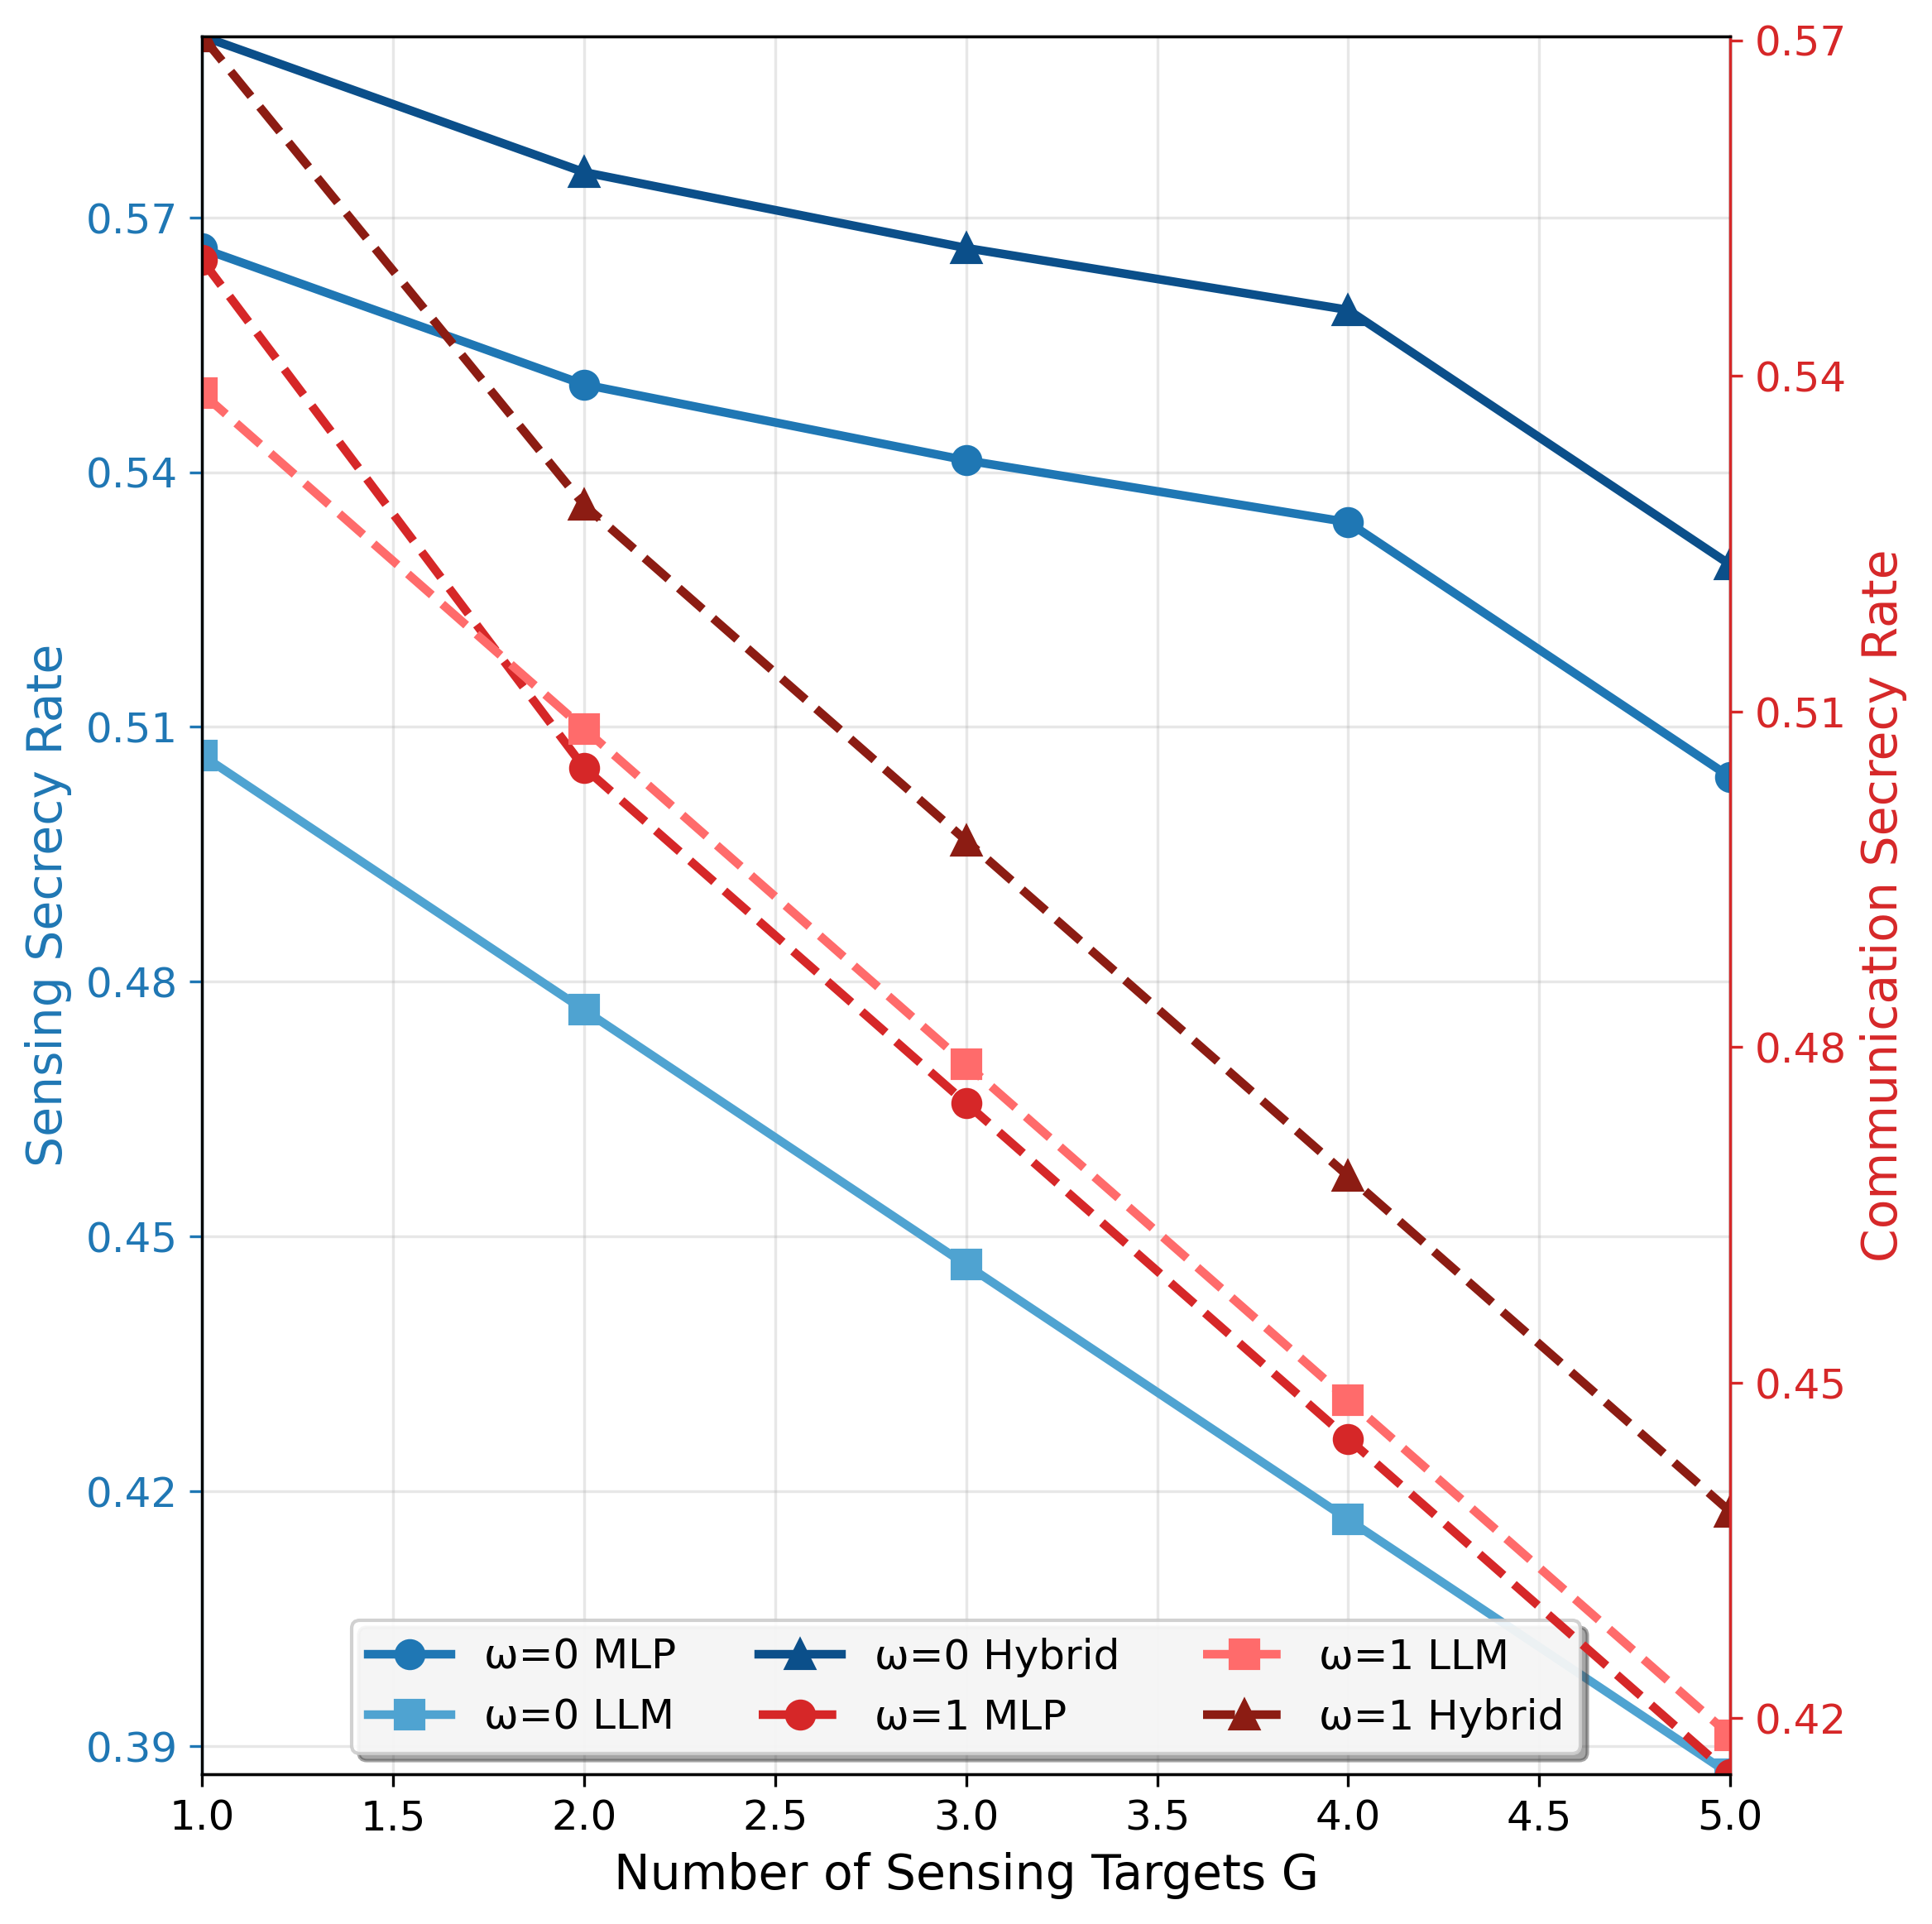 Sensing Secrecy Rate
0.57
0.54
0.51
0.48
0.45
0.42
0.39
0.57
0.54
0.51
0.48
0.45
0.42
Communication Secrecy Rate
ω=0 MLP
ω=0 LLM
ω=0 Hybrid
ω=1 MLP
ω=1 LLM
ω=1 Hybrid
1.0 1.5 2.0 2.5 3.0 3.5 4.0 4.5 5.0
Number of Sensing Targets G